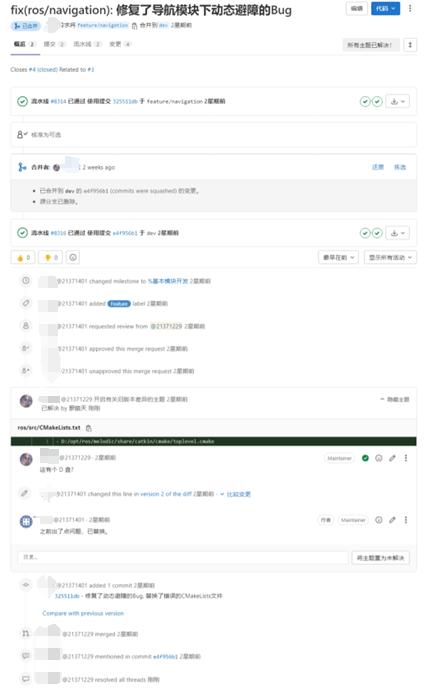 fix(ros/navigation): 修复了导航模块下动态避障的Bug
编辑 代码
已合并 2次将 feature/navigation 合并到 dev 2星期前
概览 2 提交 2 流水线 2 变更 4 所有主题已解决!
Closes #4 (closed) Related to #3
流水线 #8314 已通过 使用提交 325511db 于 feature/navigation 2星期前
核准为可选
合并者: 2 weeks ago 还原 拣选
已合并到 dev 的 e4f956b1 (commits were squashed) 的变更。
源分支已删除。
流水线 #8316 已通过 使用提交 e4f956b1 于 dev 2星期前
0 0 最早在前 显示所有活动
@21371401 changed milestone to %基本模块开发 2星期前
@21371401 added Feature label 2星期前
@21371401 requested review from @21371229 2星期前
@21371401 approved this merge request 2星期前
@21371401 unapproved this merge request 2星期前
@21371229 开启有关旧版本差异的主题 2星期前 隐藏主题
已解决 by 刚刚
ros/src/CMakeLists.txt
1 - D:/opt/ros/melodic/share/catkin/cmake/toplevel.cmake
@21371229 · 2星期前 Maintainer
这有个 D 盘?
@21371401 changed this line in version 2 of the diff 2星期前 · 比较变更
@21371401 · 2星期前 作者 Maintainer
之前出了点问题，已替换。
回复… 将主题置为未解决
@21371401 added 1 commit 2星期前
325511db - 修复了动态避障的Bug, 替换了错误的CMakeLists文件
Compare with previous version
@21371229 merged 2星期前
@21371229 mentioned in commit e4f956b1 2星期前
@21371229 resolved all threads 刚刚